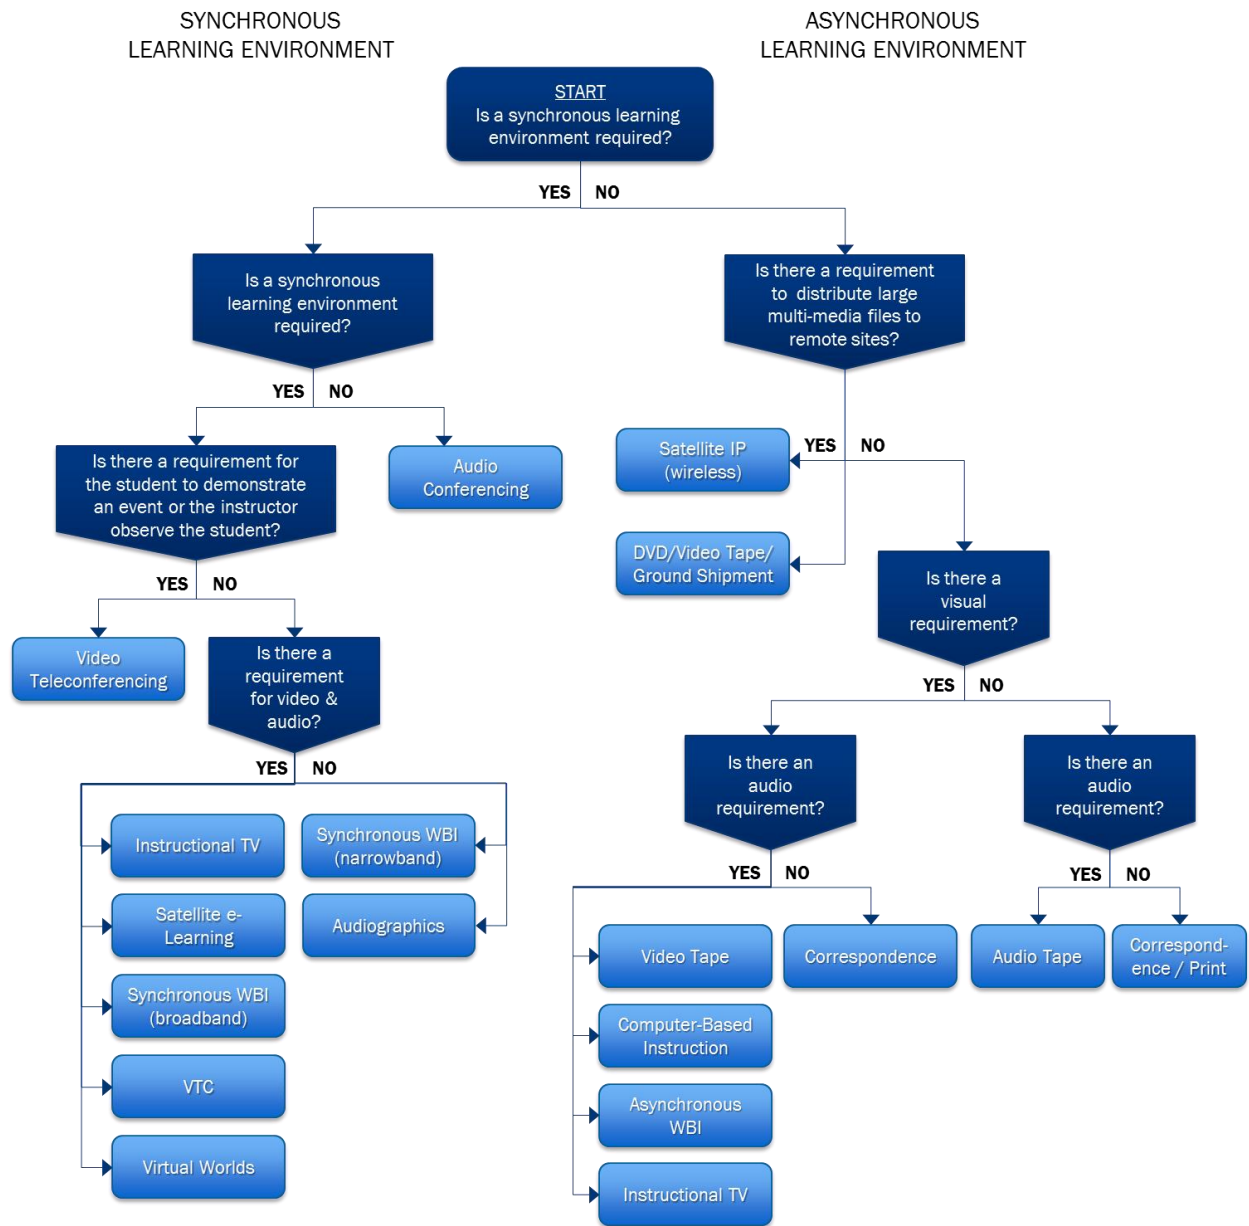 SYNCHRONOUS
LEARNING ENVIRONMENT
ASYNCHRONOUS
LEARNING ENVIRONMENT
START
Is a synchronous learning
environment required?
YES
NO
Is a synchronous
learning environment
required?
YES
NO
Is there a requirement for
the student to demonstrate
an event or the instructor
observe the student?
Audio
Conferencing
YES
NO
Video
Teleconferencing
Is there a
requirement
for video &
audio?
YES
NO
Instructional TV
Satellite e-
Learning
Synchronous WBI
(broadband)
VTC
Virtual Worlds
Synchronous WBI
(narrowband)
Audiographics
Is there a requirement
to distribute large
multi-media files to
remote sites?
YES
NO
Satellite IP
(wireless)
DVD/Video Tape/
Ground Shipment
Is there a
visual
requirement?
YES
NO
Is there an
audio
requirement?
YES
NO
Video Tape
Computer-Based
Instruction
Asynchronous
WBI
Instructional TV
Correspondence
Is there an
audio
requirement?
YES
NO
Audio Tape
Correspond-
ence / Print